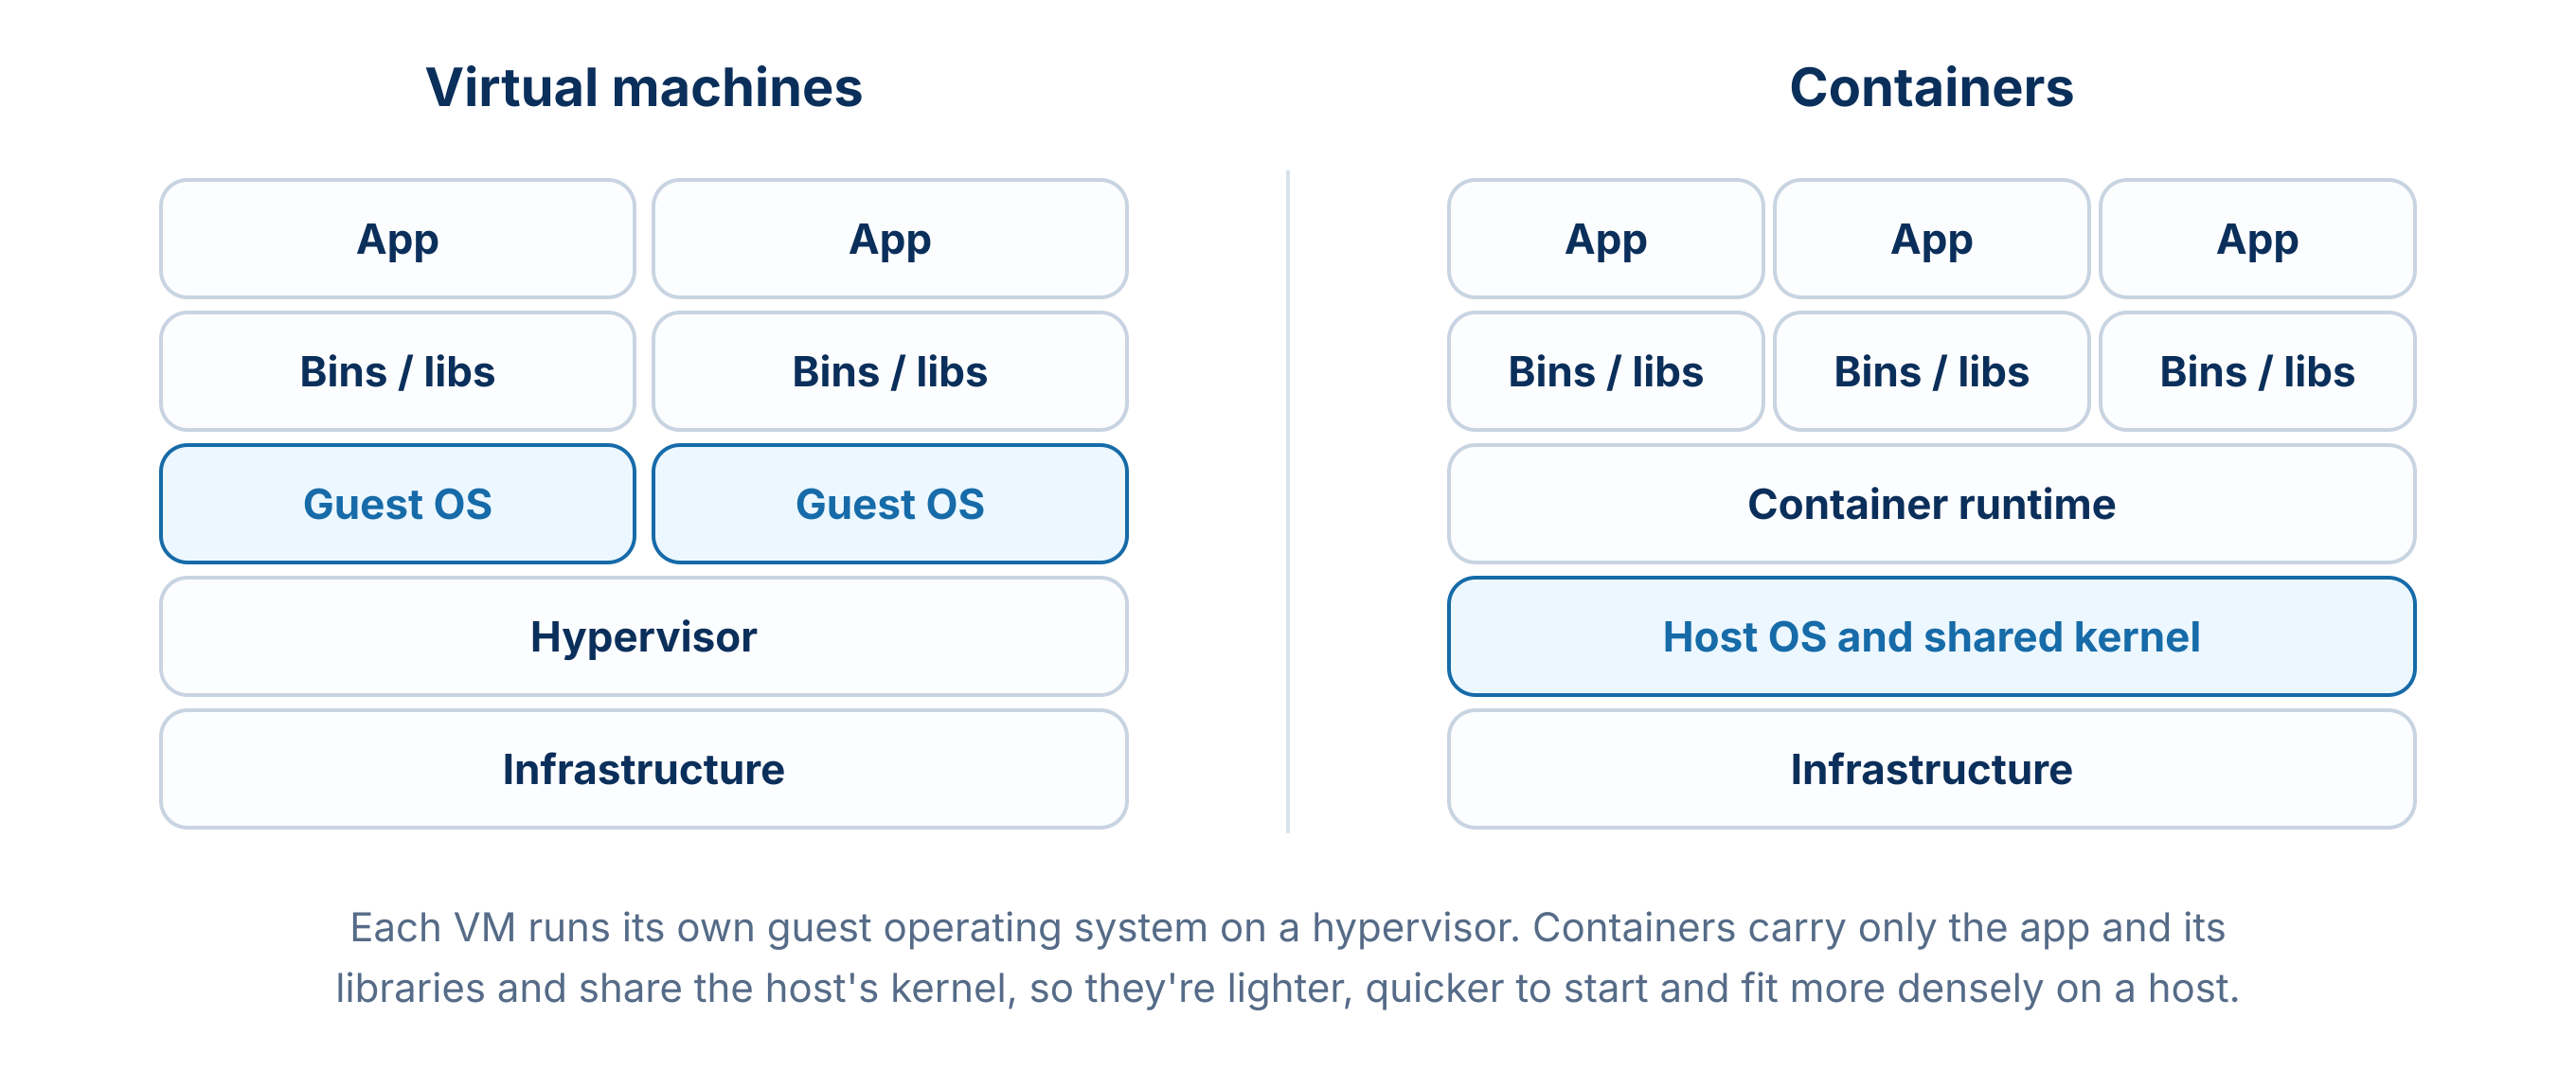 Virtual machines
App App
Bins / libs Bins / libs
Guest OS Guest OS
Hypervisor
Infrastructure
Containers
App App App
Bins / libs Bins / libs Bins / libs
Container runtime
Host OS and shared kernel
Infrastructure
Each VM runs its own guest operating system on a hypervisor. Containers carry only the app and its
libraries and share the host's kernel, so they're lighter, quicker to start and fit more densely on a host.